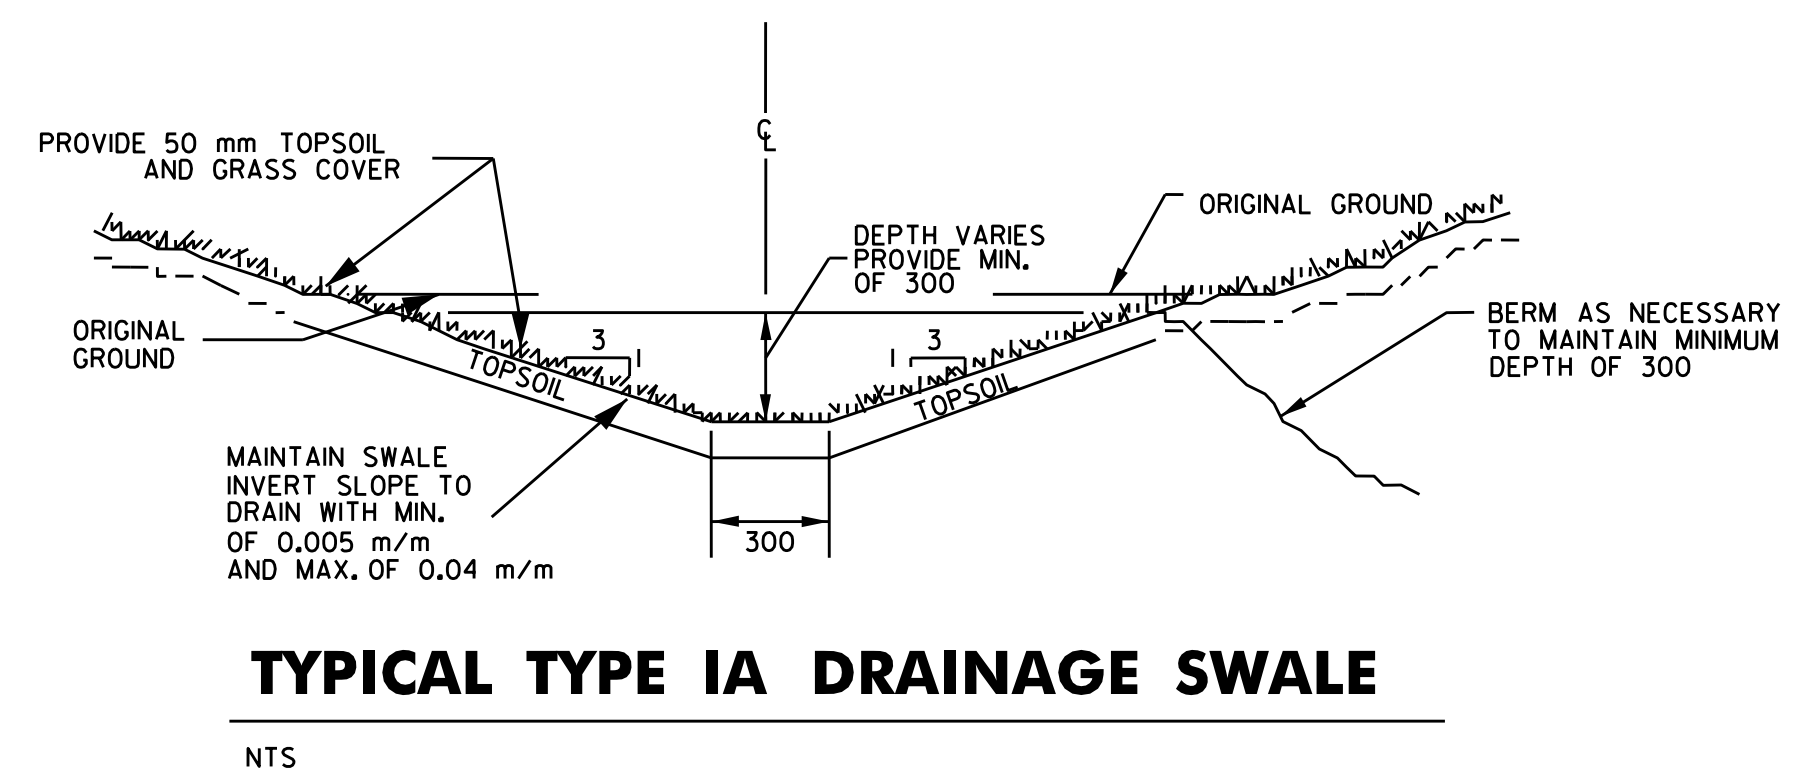 ℄
PROVIDE 50 mm TOPSOIL
AND GRASS COVER
ORIGINAL GROUND
DEPTH VARIES
PROVIDE MIN.
OF 300
ORIGINAL
GROUND
3
1
1
3
BERM AS NECESSARY
TO MAINTAIN MINIMUM
DEPTH OF 300
TOPSOIL
TOPSOIL
MAINTAIN SWALE
INVERT SLOPE TO
DRAIN WITH MIN.
OF 0.005 m/m
AND MAX. OF 0.04 m/m
300
TYPICAL TYPE IA DRAINAGE SWALE
NTS